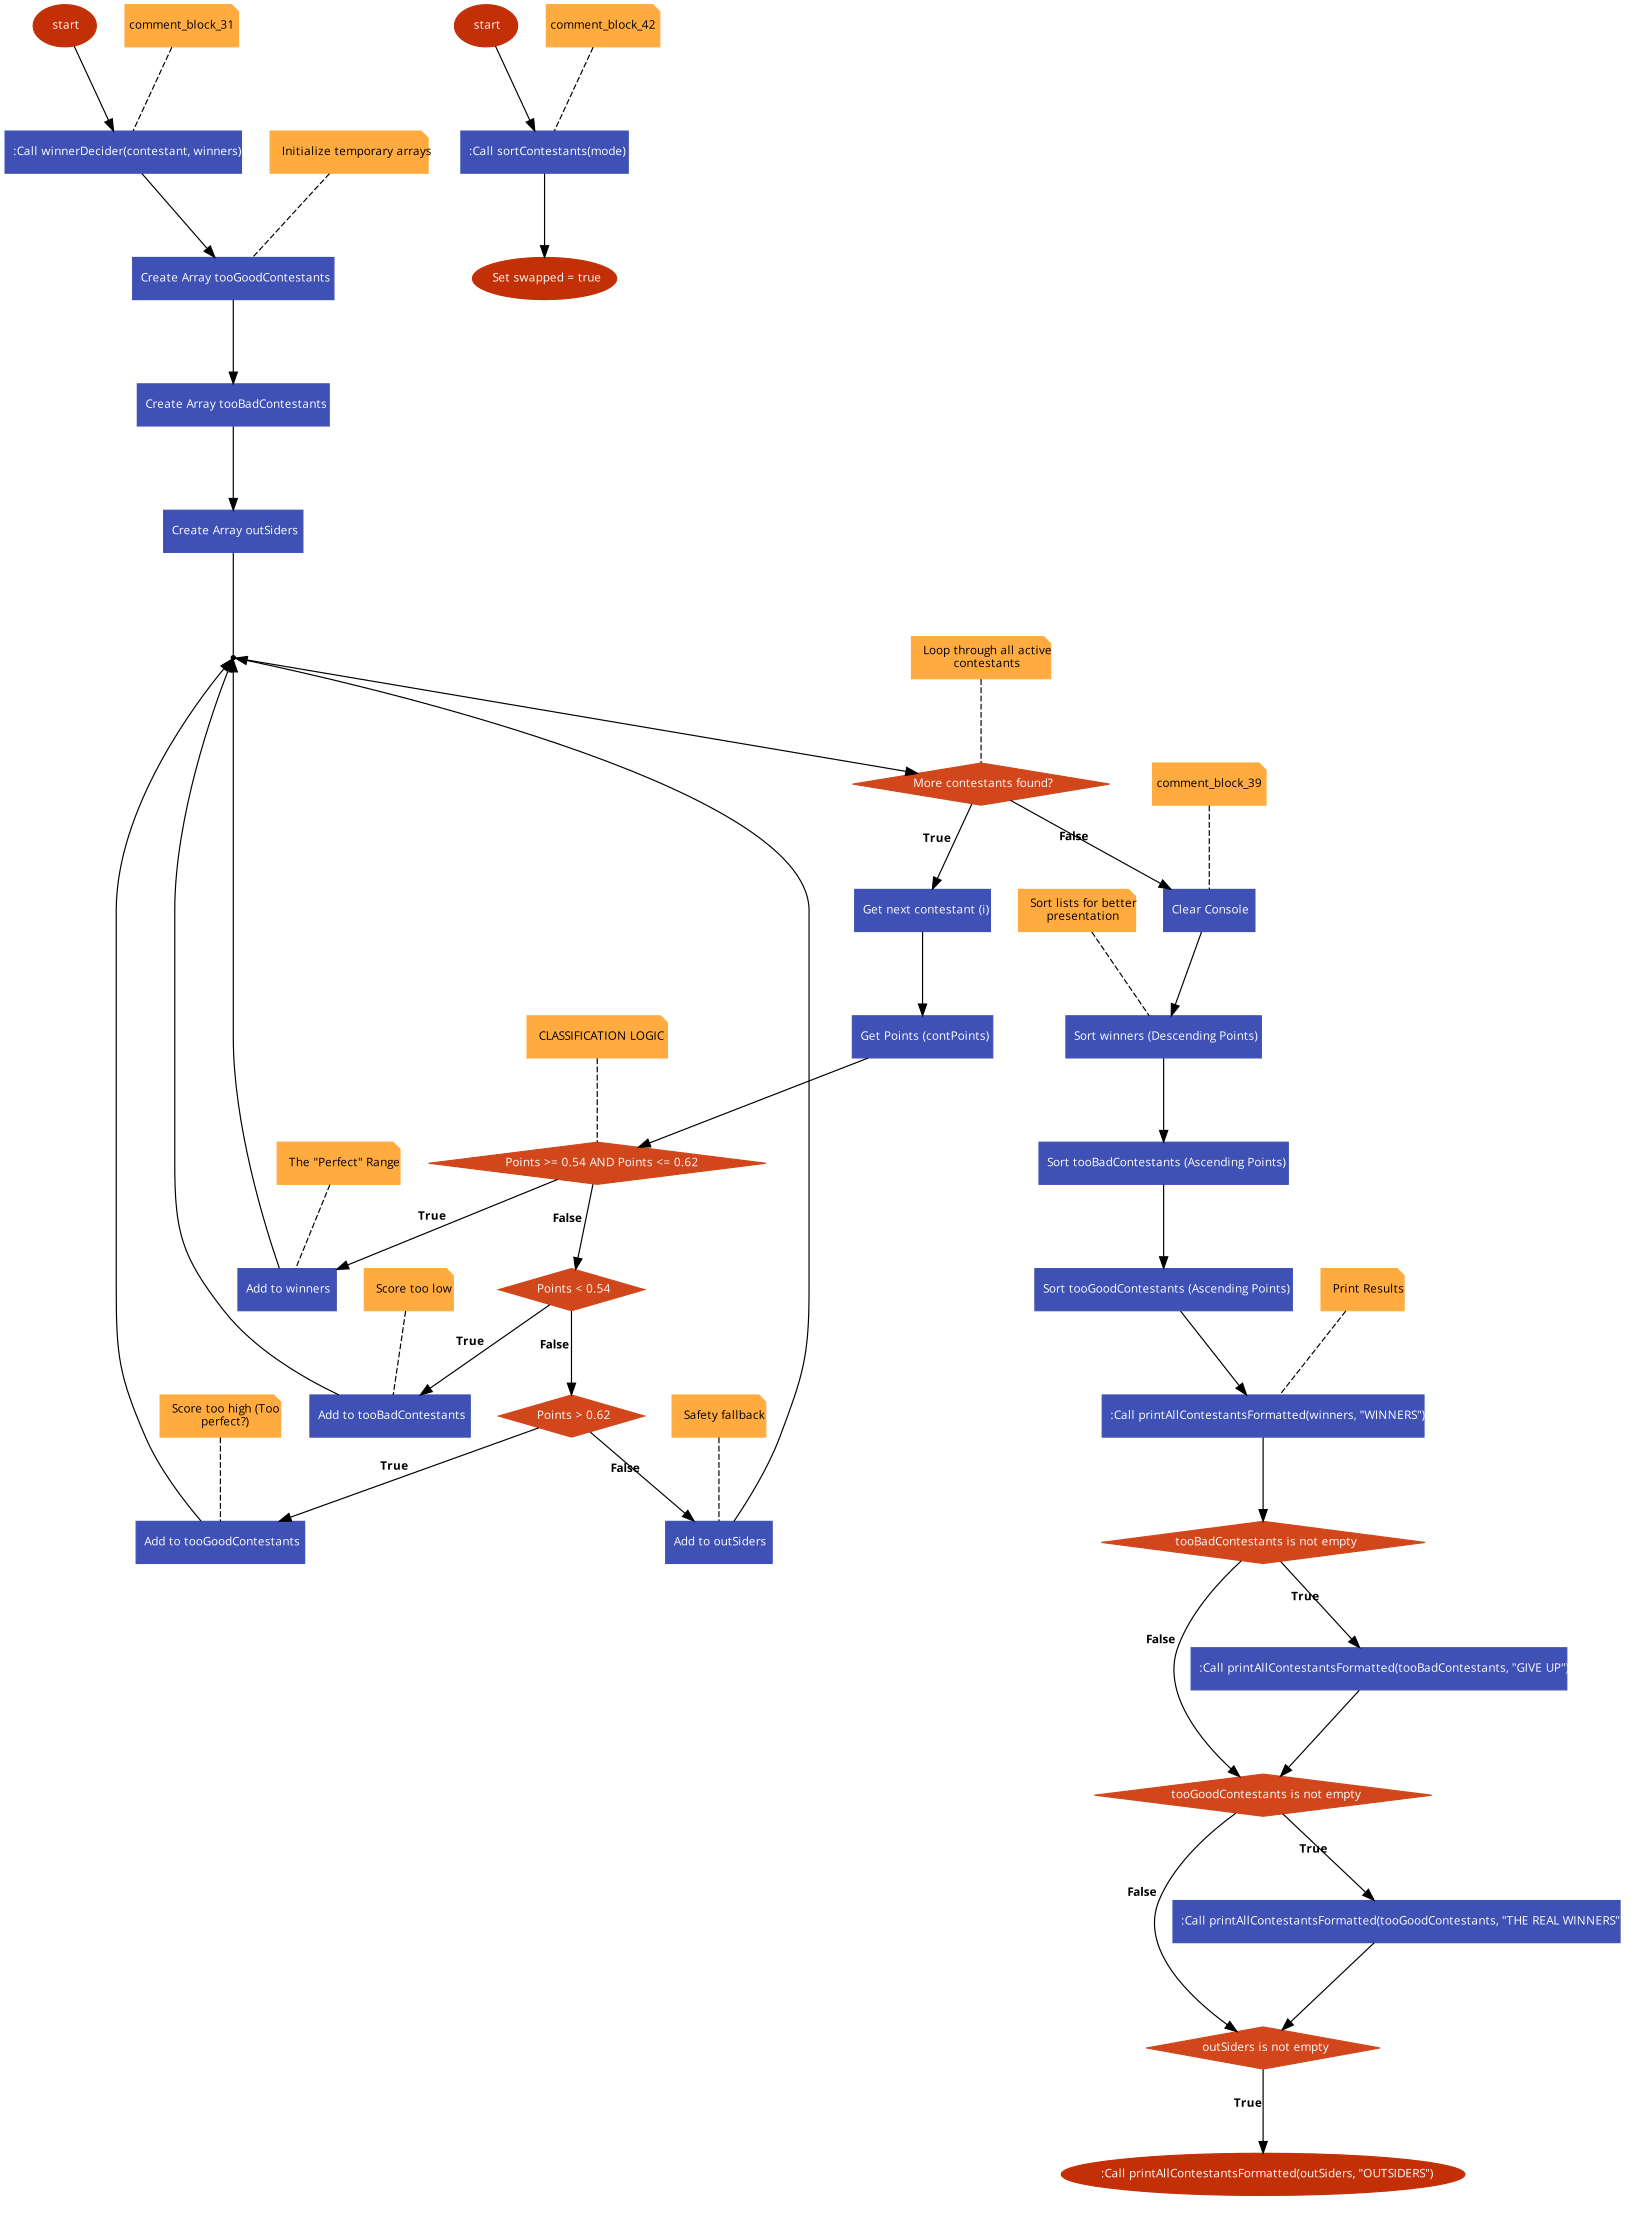 start
comment_block_31
start
comment_block_42
:Call winnerDecider(contestant, winners)
Initialize temporary arrays
:Call sortContestants(mode)
Create Array tooGoodContestants
Set swapped = true
Create Array tooBadContestants
Create Array outSiders
Loop through all active
contestants
More contestants found?
comment_block_39
True
False
Get next contestant (i)
Sort lists for better
presentation
Clear Console
CLASSIFICATION LOGIC
Get Points (contPoints)
Sort winners (Descending Points)
The "Perfect" Range
Points >= 0.54 AND Points <= 0.62
Sort tooBadContestants (Ascending Points)
True
False
Add to winners
Score too low
Points < 0.54
Sort tooGoodContestants (Ascending Points)
Print Results
True
False
Score too high (Too
perfect?)
Add to tooBadContestants
Points > 0.62
Safety fallback
:Call printAllContestantsFormatted(winners, "WINNERS")
True
False
Add to tooGoodContestants
Add to outSiders
tooBadContestants is not empty
True
False
:Call printAllContestantsFormatted(tooBadContestants, "GIVE UP")
tooGoodContestants is not empty
True
False
:Call printAllContestantsFormatted(tooGoodContestants, "THE REAL WINNERS"
outSiders is not empty
True
:Call printAllContestantsFormatted(outSiders, "OUTSIDERS")